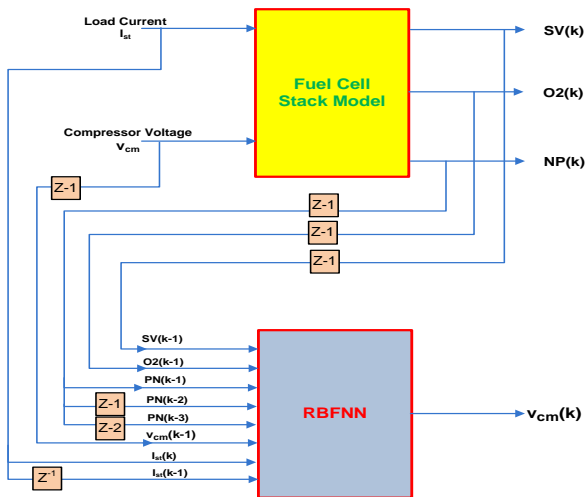 Load Current
Ist
Compressor Voltage
vcm
Fuel Cell
Stack Model
SV(k)
O2(k)
NP(k)
Z-1
Z-1
Z-1
Z-1
SV(k-1)
O2(k-1)
PN(k-1)
Z-1
PN(k-2)
Z-2
PN(k-3)
vcm(k-1)
Ist(k)
Z-1
Ist(k-1)
RBFNN
vcm(k)